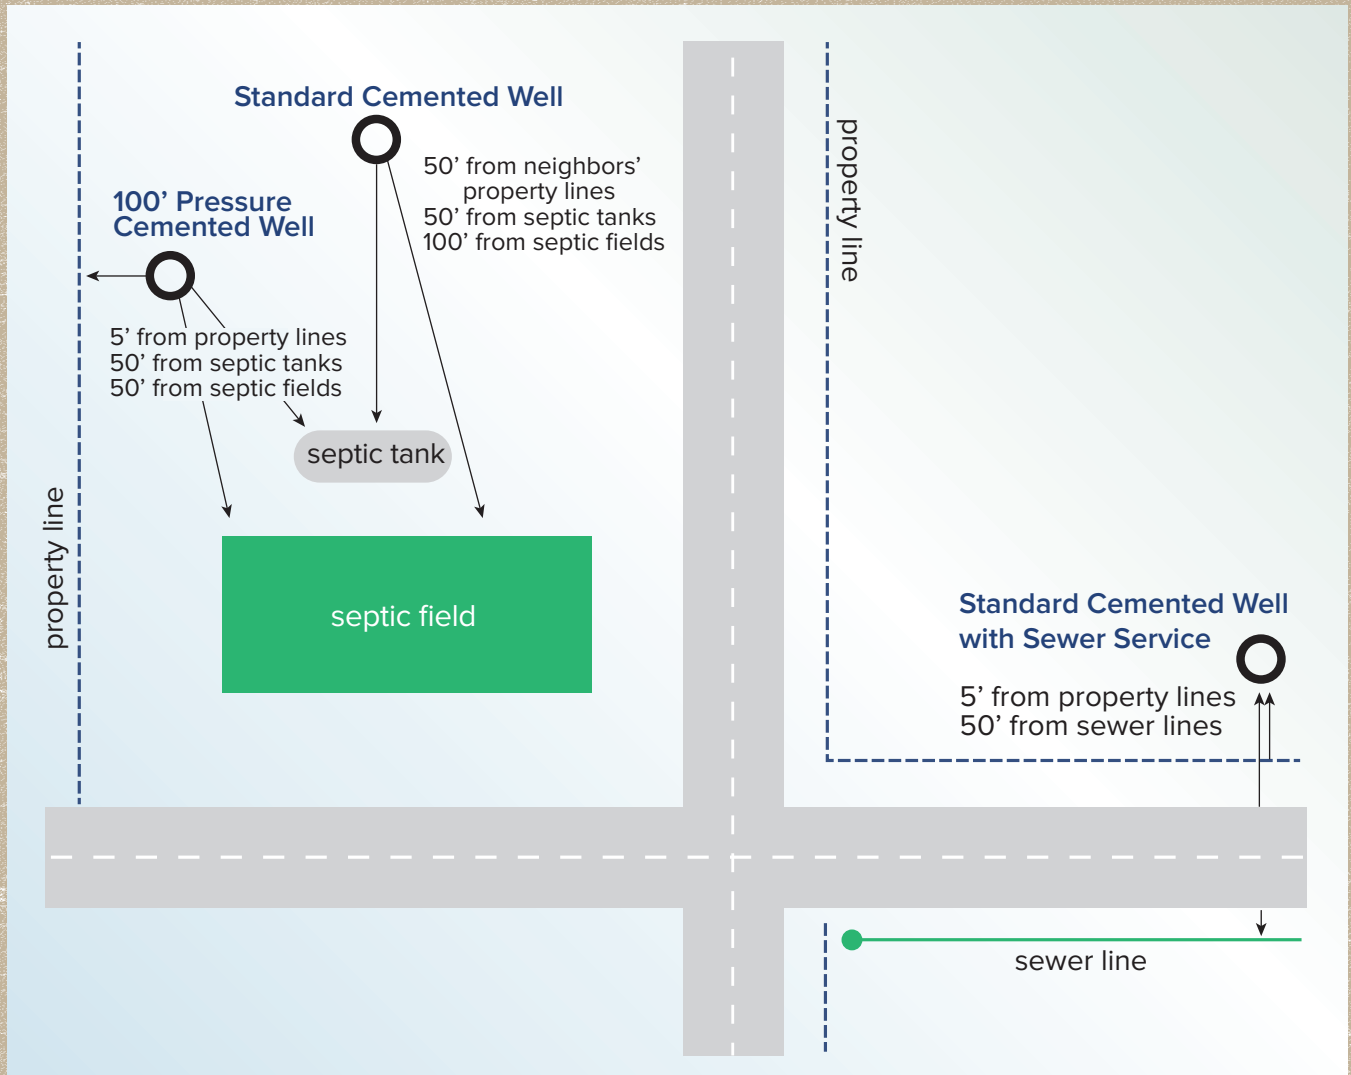 Standard Cemented Well
50’ from neighbors’
property lines
50’ from septic tanks
100’ from septic fields
100’ Pressure
Cemented Well
5’ from property lines
50’ from septic tanks
50’ from septic fields
septic tank
septic field
property line
property line
Standard Cemented Well
with Sewer Service
5’ from property lines
50’ from sewer lines
sewer line